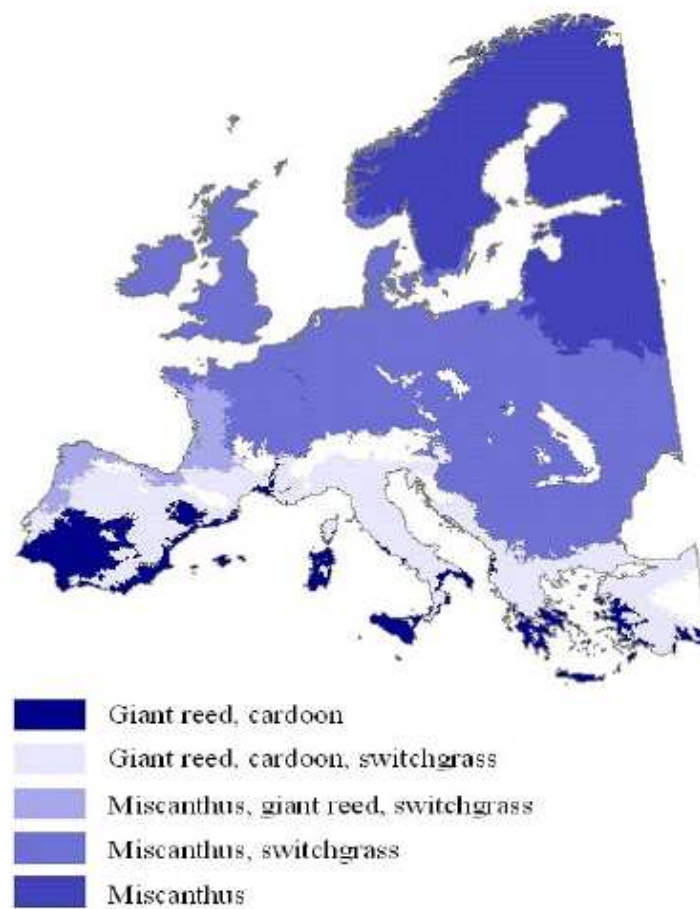 Giant reed, cardoon
Giant reed, cardoon, switchgrass
Miscanthus, giant reed, switchgrass
Miscanthus, switchgrass
Miscanthus